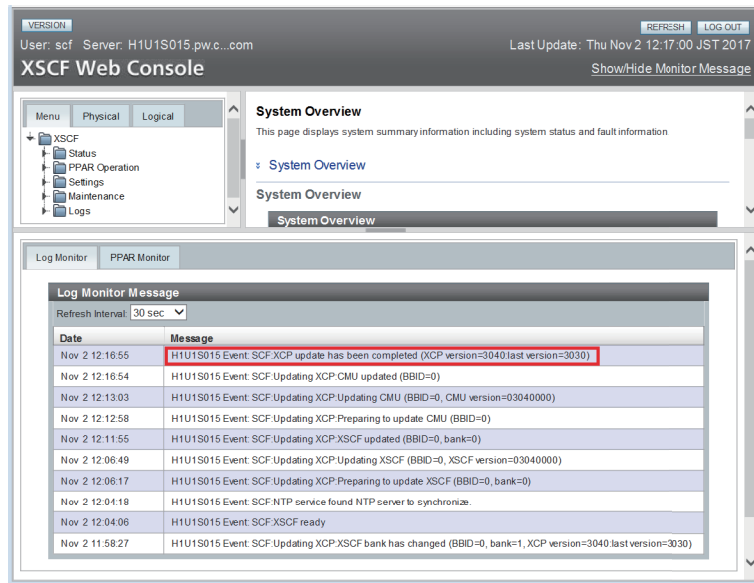 VERSION
REFRESH LOG OUT
User: scf Server: H1U1S015.pw.c...com
Last Update: Thu Nov 2 12:17:00 JST 2017
XSCF Web Console
Show/Hide Monitor Message
Menu Physical Logical
XSCF
Status
PPAR Operation
Settings
Maintenance
Logs
System Overview
This page displays system summary information including system status and fault information
System Overview
System Overview
System Overview
Log Monitor PPAR Monitor
Log Monitor Message
Refresh Interval: 30 sec
Date Message
Nov 2 12:16:55 H1U1S015 Event: SCF:XCP update has been completed (XCP version=3040:last version=3030)
Nov 2 12:16:54 H1U1S015 Event: SCF:Updating XCP:CMU updated (BBID=0)
Nov 2 12:13:03 H1U1S015 Event: SCF:Updating XCP:Updating CMU (BBID=0, CMU version=03040000)
Nov 2 12:12:58 H1U1S015 Event: SCF:Updating XCP:Preparing to update CMU (BBID=0)
Nov 2 12:11:55 H1U1S015 Event: SCF:Updating XCP:XSCF updated (BBID=0, bank=0)
Nov 2 12:06:49 H1U1S015 Event: SCF:Updating XCP:Updating XSCF (BBID=0, XSCF version=03040000)
Nov 2 12:06:17 H1U1S015 Event: SCF:Updating XCP:Preparing to update XSCF (BBID=0, bank=0)
Nov 2 12:04:18 H1U1S015 Event: SCF:NTP service found NTP server to synchronize.
Nov 2 12:04:06 H1U1S015 Event: SCF:XSCF ready
Nov 2 11:58:27 H1U1S015 Event: SCF:Updating XCP:XSCF bank has changed (BBID=0, bank=1, XCP version=3040:last version=3030)